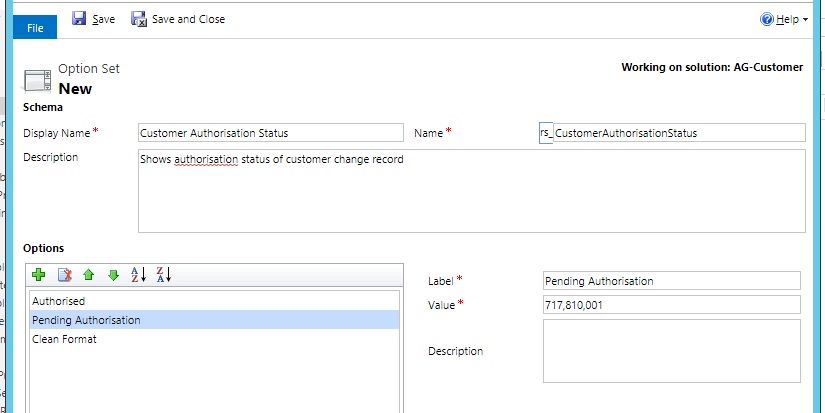 File Save Save and Close Help
Option Set
New
Working on solution: AG-Customer
Schema
Display Name * Customer Authorisation Status Name * rs_ CustomerAuthorisationStatus
Description Shows authorisation status of customer change record
Options
A Z Z A
Label * Pending Authorisation
Value * 717,810,001
Description
Authorised
Pending Authorisation
Clean Format